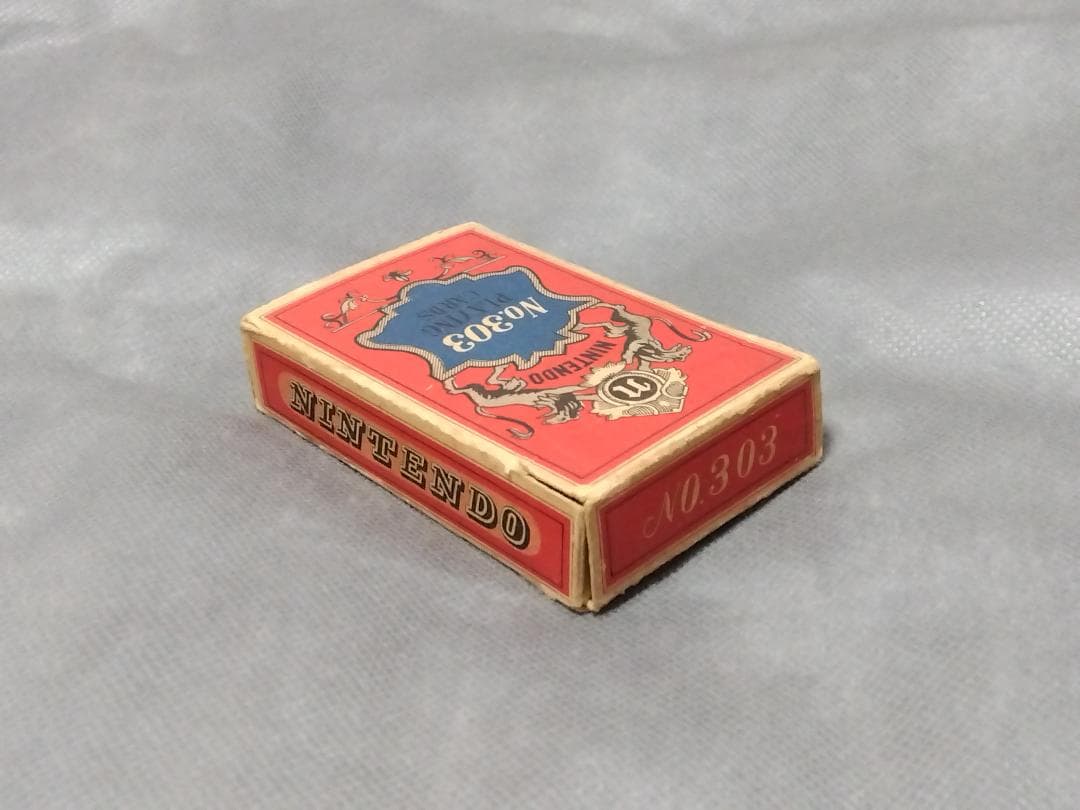 n
NINTENDO
No.303
PLAYING
CARDS
NINTENDO
NO.303